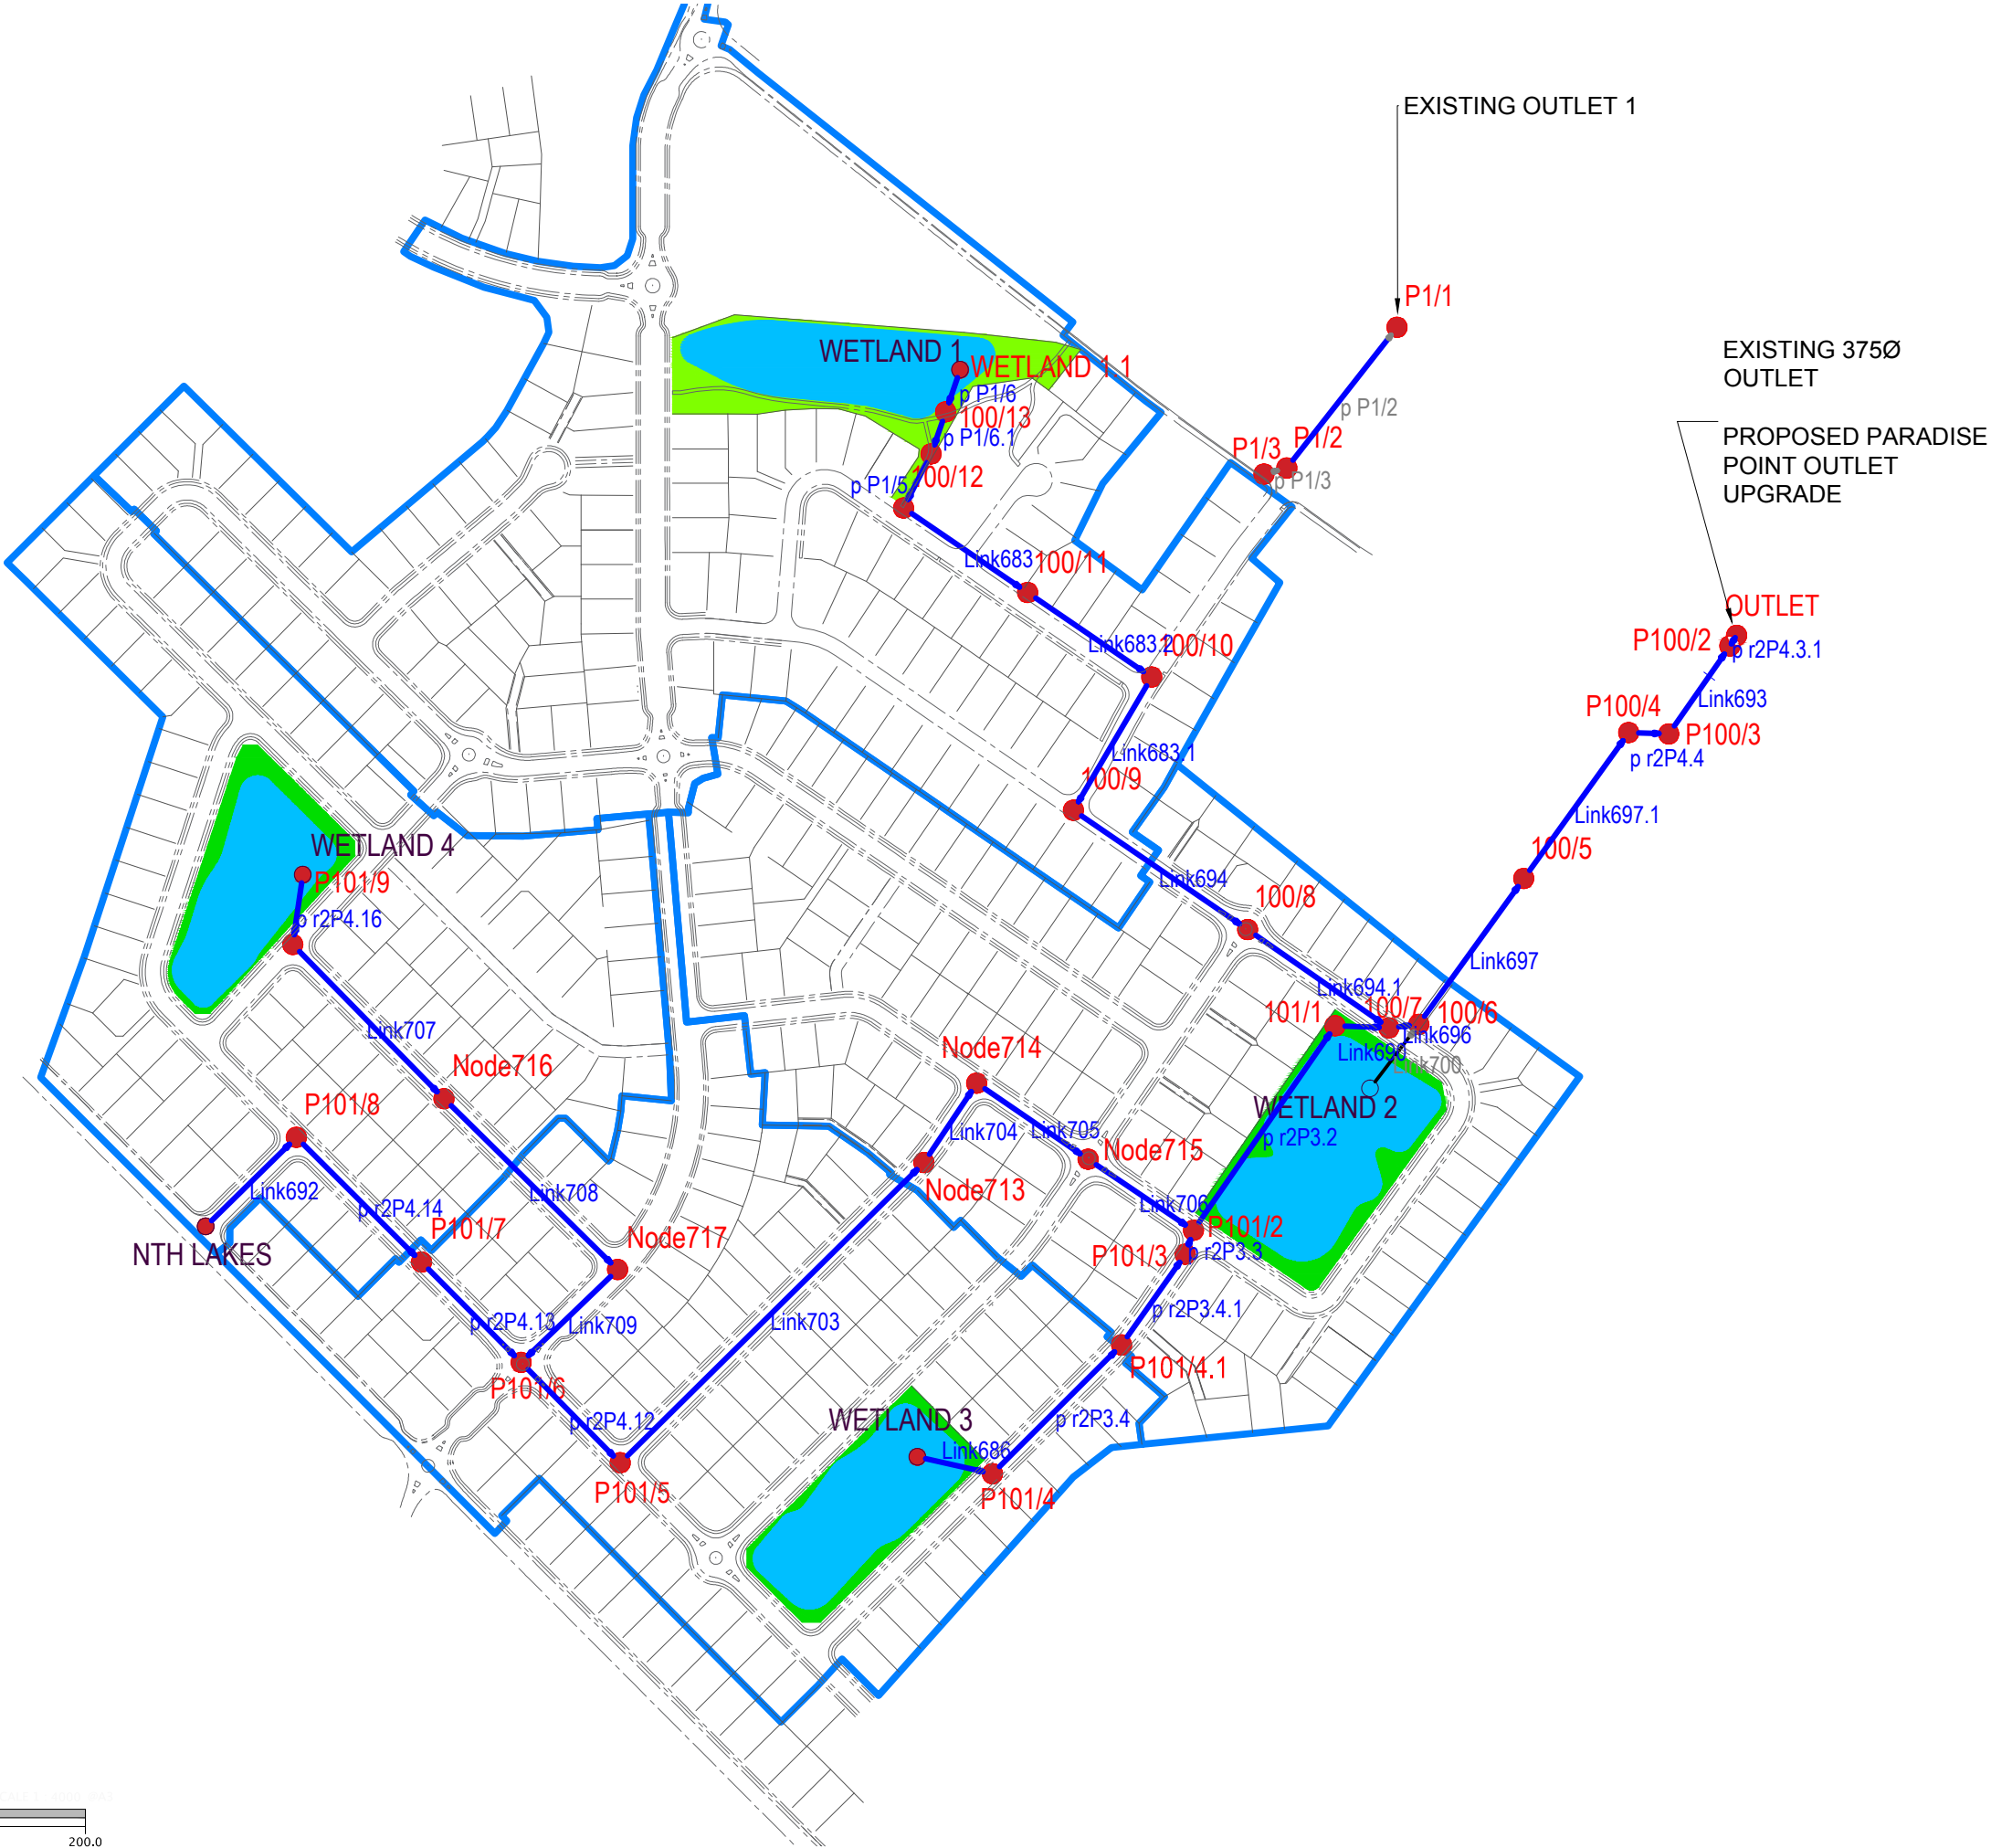 EXISTING OUTLET 1
P1/1
EXISTING 375Ø
OUTLET
WETLAND 1
WETLAND 1.1
p P1/6
p P1/2
100/13
PROPOSED PARADISE
POINT OUTLET
UPGRADE
p P1/6.1
P1/3
P1/2
100/12
p P1/5
p P1/3
Link683
100/11
OUTLET
Link683.2
100/10
P100/2
p r2P4.3.1
Link693
P100/4
P100/3
Link683.1
p r2P4.4
100/9
Link697.1
WETLAND 4
100/5
P101/9
Link694
100/8
p r2P4.16
Link697
Link694.1
101/1
100/7
100/6
Link707
Link696
Node714
Link690
Link700
Node716
P101/8
WETLAND 2
Link704
Link705
p r2P3.2
Node715
Link692
Link708
Node713
p r2P4.14
Link706
P101/7
Node717
P101/2
NTH LAKES
P101/3
p r2P3.3
p r2P3.4.1
p r2P4.13
Link709
Link703
P101/4.1
P101/6
p r2P4.12
WETLAND 3
p r2P3.4
Link686
P101/5
P101/4
200.0